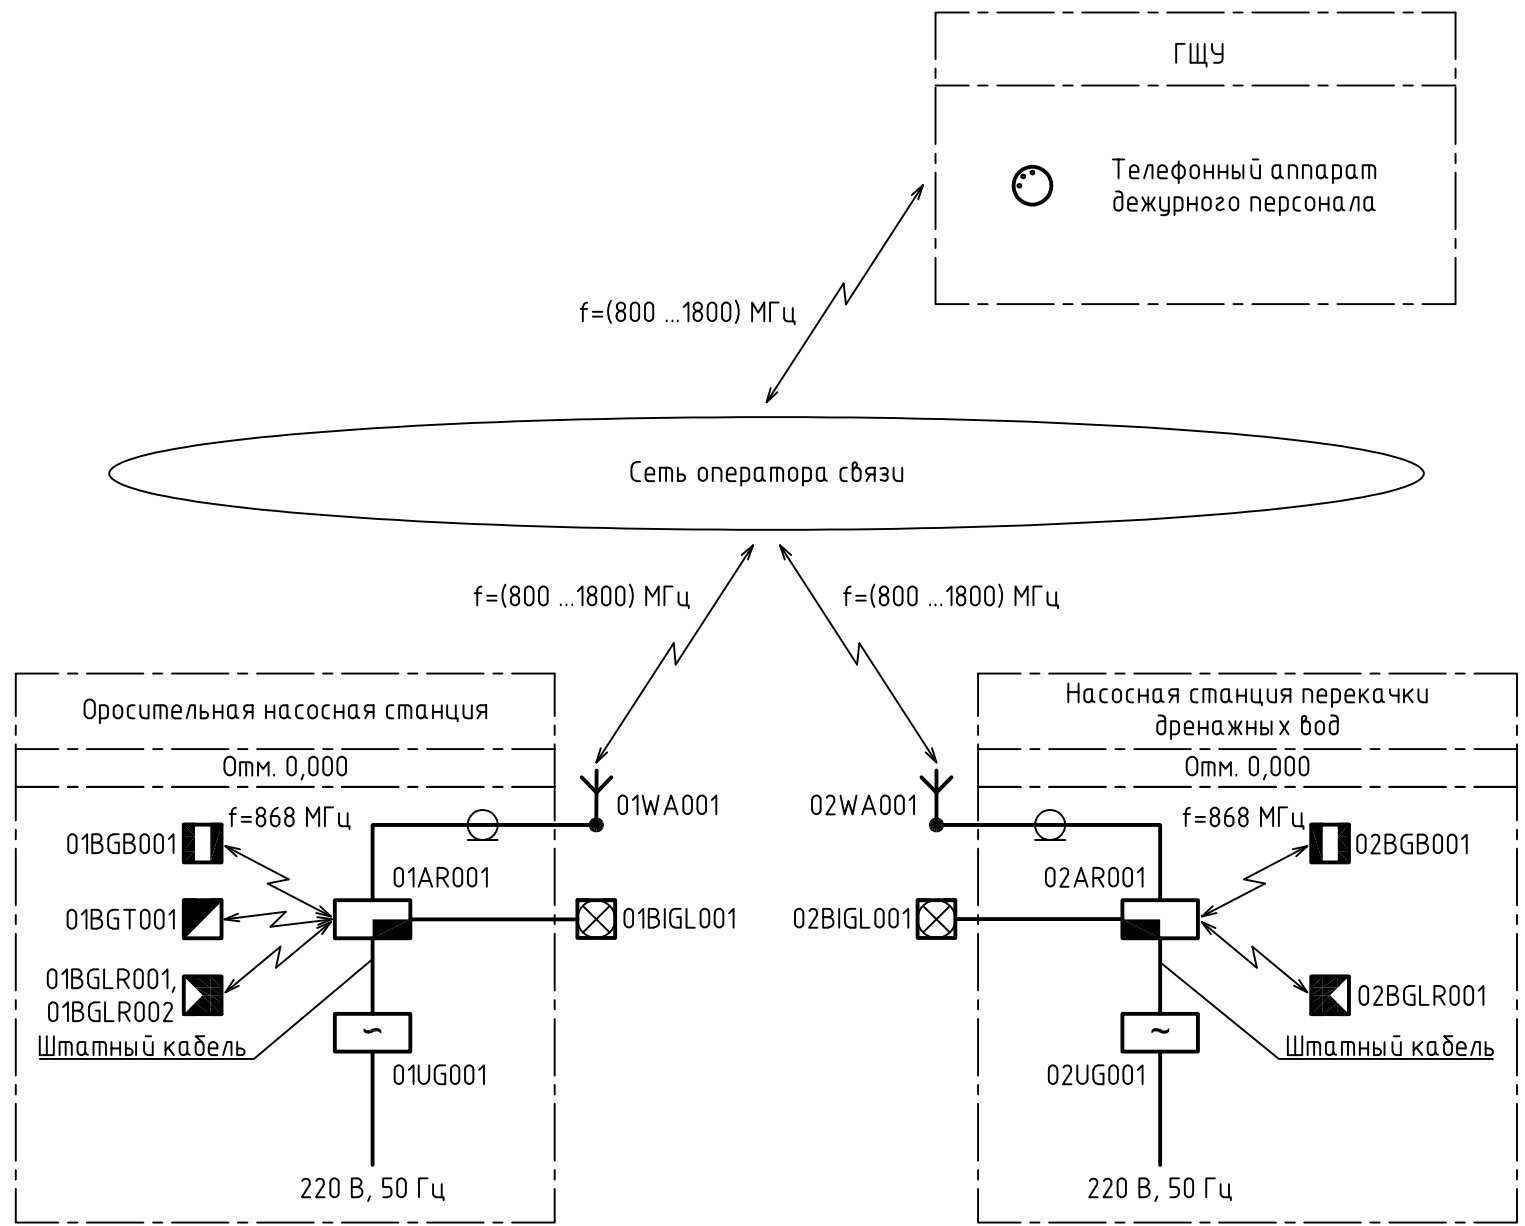 ГЩУ
Телефонный аппарат
дежурного персонала
f=(800 ...1800) МГц
Сеть оператора связи
f=(800 ...1800) МГц
f=(800 ...1800) МГц
Оросительная насосная станция
Отм. 0,000
f=868 МГц
01BGB001
01WA001
01AR001
01BGT001
01BIGL001
01BGLR001,
01BGLR002
Штатный кабель
01UG001
220 В, 50 Гц
Насосная станция перекачки
дренажных вод
Отм. 0,000
f=868 МГц
02WA001
02BGB001
02AR001
02BIGL001
02BGLR001
Штатный кабель
02UG001
220 В, 50 Гц